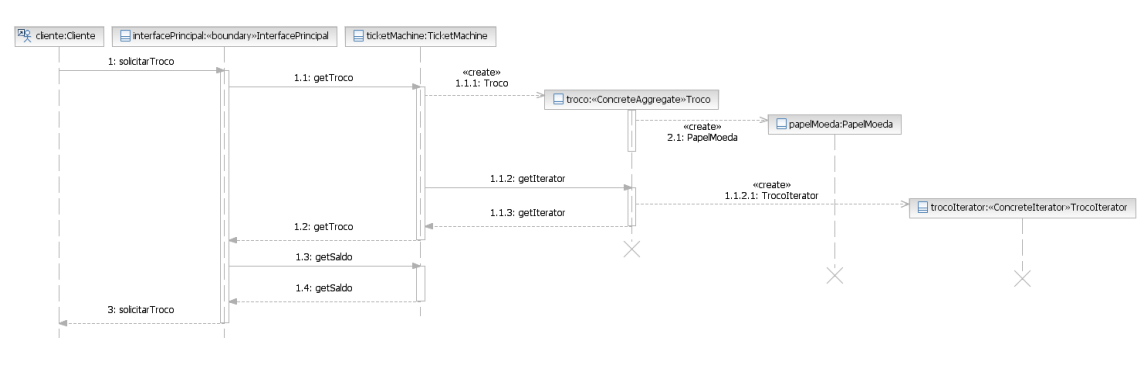 cliente:Cliente
interfacePrincipal:«boundary»InterfacePrincipal
ticketMachine:TicketMachine
1: solicitarTroco
1.1: getTroco
«create»
1.1.1: Troco
troco:«ConcreteAggregate»Troco
«create»
2.1: PapelMoeda
papelMoeda:PapelMoeda
1.1.2: getIterator
«create»
1.1.2.1: TrocoIterator
trocoIterator:«ConcreteIterator»TrocoIterator
1.1.3: getIterator
1.2: getTroco
1.3: getSaldo
1.4: getSaldo
3: solicitarTroco